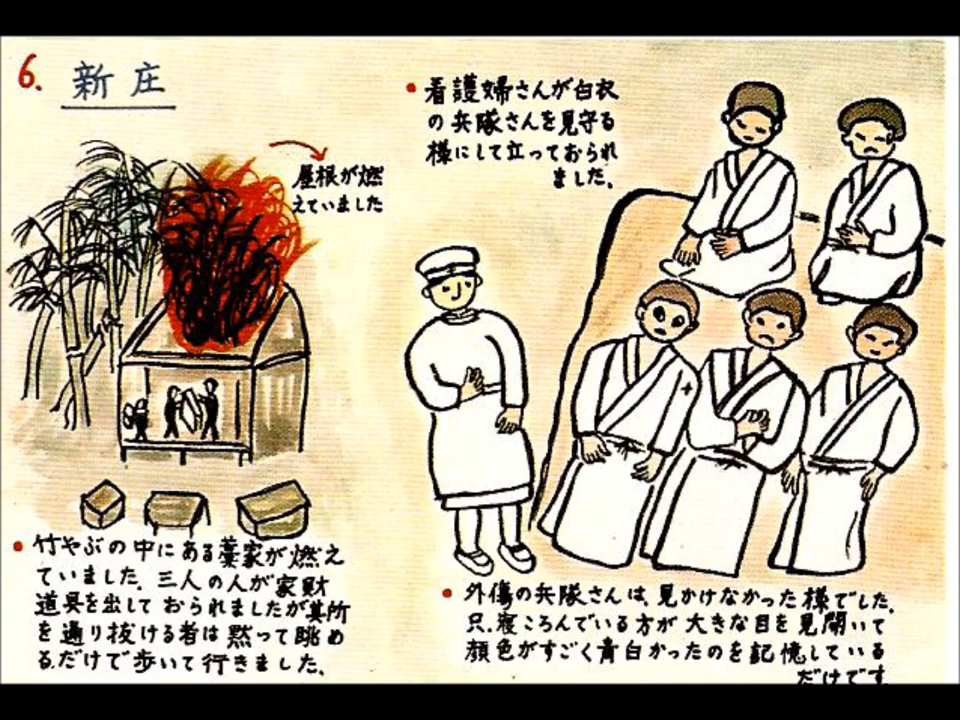 6. 新庄
屋根が燃
えていました
• 竹やぶの中にある藁家が燃え
ていました。三人の人が家財
道具を出しておられましたが其所
を通り抜ける者は黙って眺め
るだけで歩いて行きました。
• 看護婦さんが白衣
の兵隊さんを見守る
様にして立っておられ
ました。
• 外傷の兵隊さんは、見かけなかった様でした。
只、寝ころんでいる方が大きな目を見開いて
顔色がすごく青白かったのを記憶している
だけです